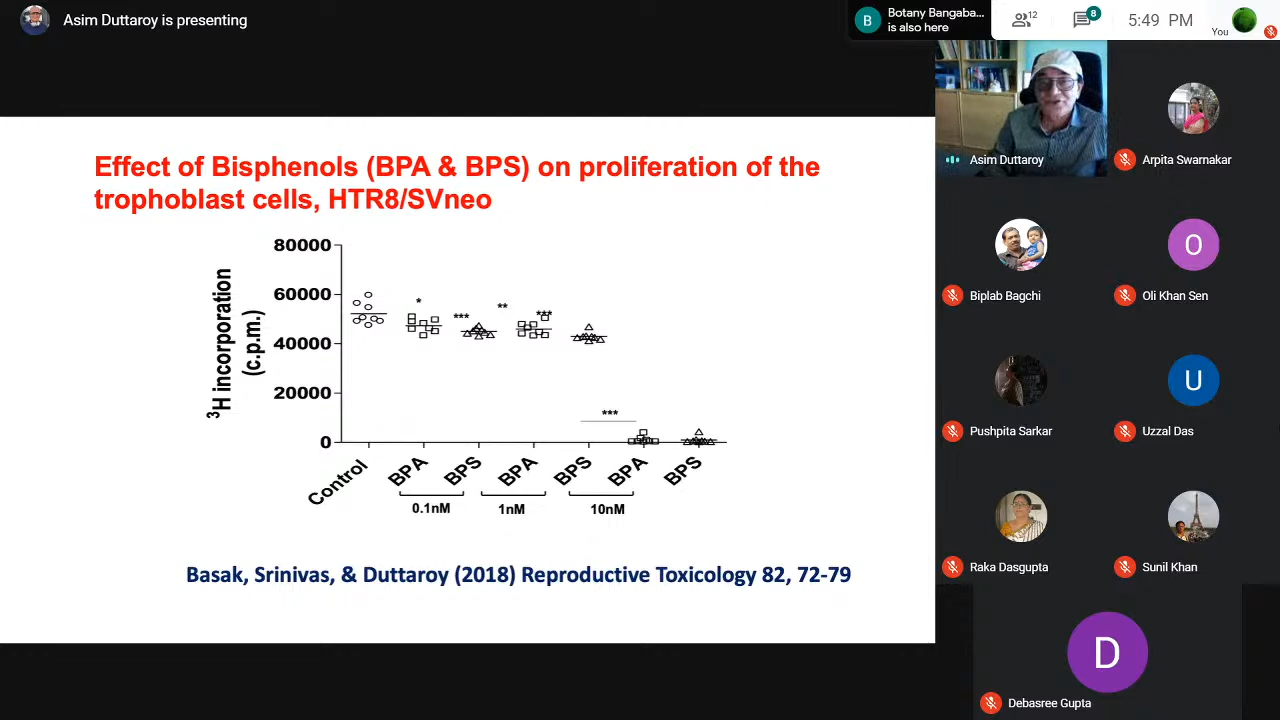 Asim Duttaroy is presenting
B
Botany Bangaba...
is also here
12
8
5:49 PM
You
Effect of Bisphenols (BPA & BPS) on proliferation of the
trophoblast cells, HTR8/SVneo
³H incorporation
(c.p.m.)
80000
60000
40000
20000
0
*
***
**
***
***
Control
BPA
BPS
BPA
BPS
BPA
BPS
0.1nM
1nM
10nM
Basak, Srinivas, & Duttaroy (2018) Reproductive Toxicology 82, 72-79
Asim Duttaroy
Arpita Swarnakar
Biplab Bagchi
O
Oli Khan Sen
Pushpita Sarkar
U
Uzzal Das
Raka Dasgupta
Sunil Khan
D
Debasree Gupta